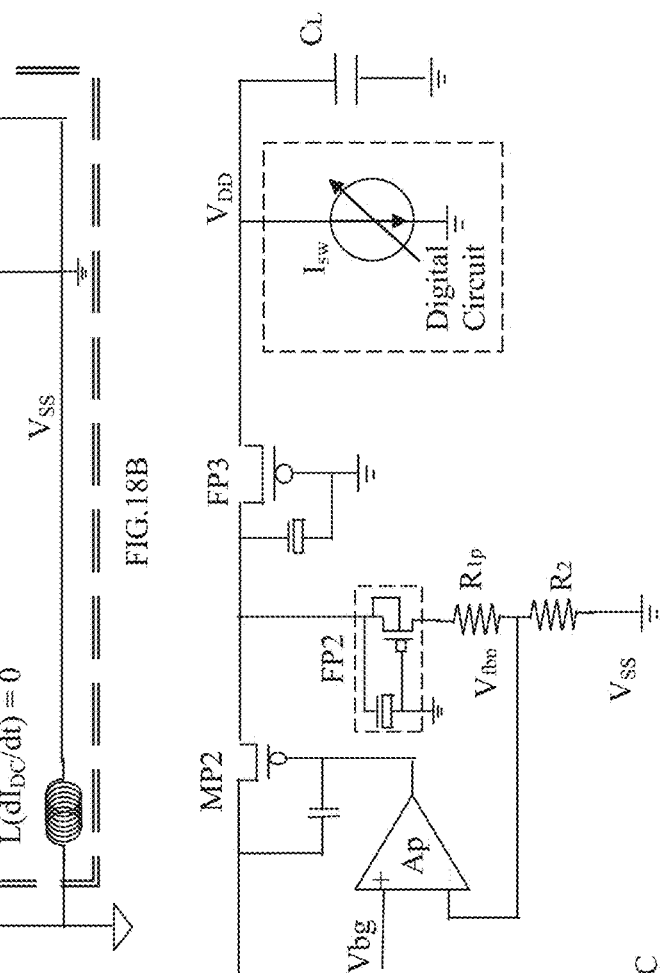 L(dI_DC/dt) = 0
V_SS
FIG.18B
MP2
FP3
V_DD
C_L
I_sw
Digital
Circuit
FP2
R_1p
R_2
V_SS
Ap
+
Vbg
C